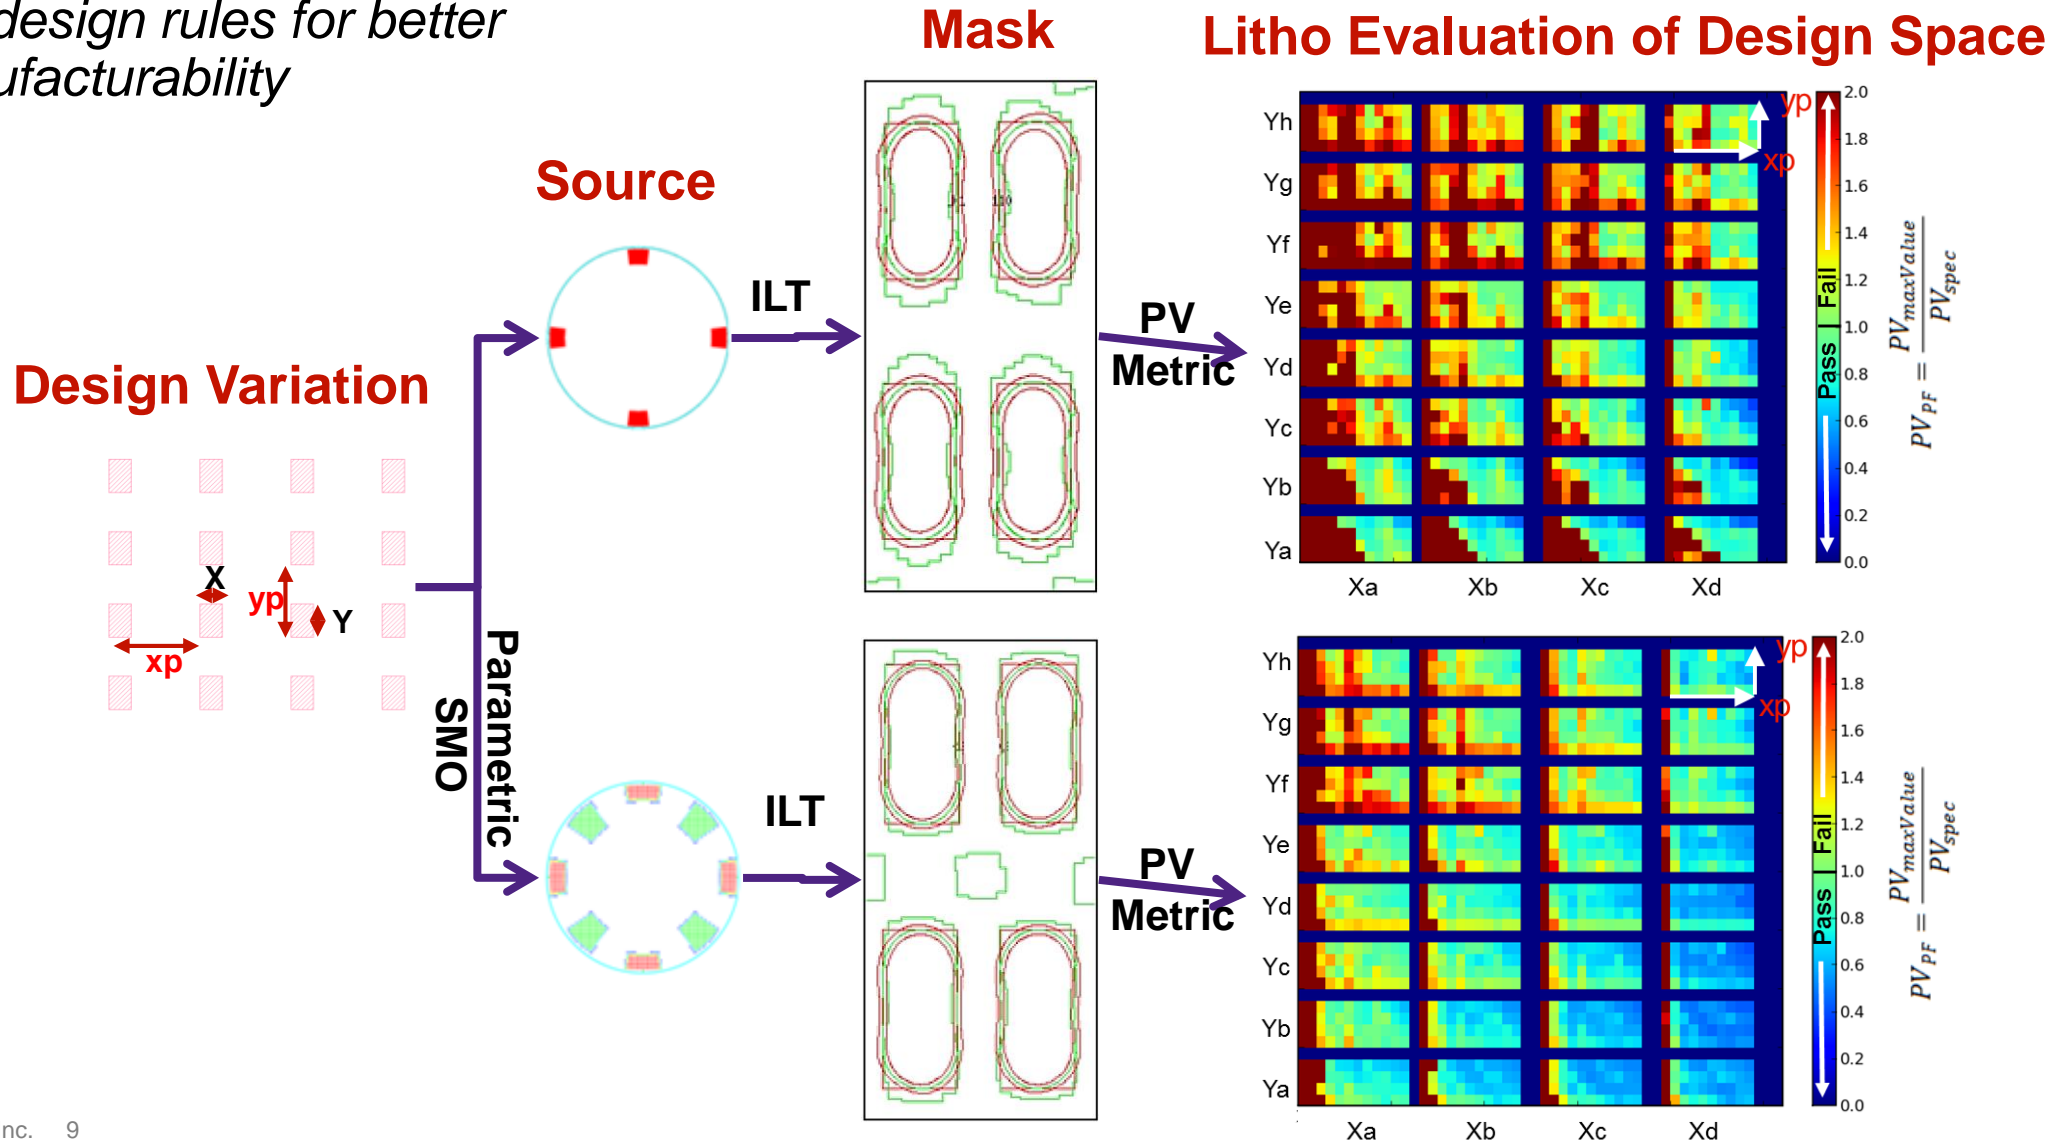 design rules for better
ufacturability
Mask
Litho Evaluation of Design Space
Source
Design Variation
X
yp
Y
xp
Parametric
SMO
ILT
PV
Metric
Yh
Yg
Yf
Ye
Yd
Yc
Yb
Ya
Xa Xb Xc Xd
yp
xp
2.0
1.8
1.6
1.4
1.2
1.0
0.8
0.6
0.4
0.2
0.0
Pass | Fail
PV_PF = PV_maxValue / PV_spec
ILT
PV
Metric
Yh
Yg
Yf
Ye
Yd
Yc
Yb
Ya
Xa Xb Xc Xd
yp
xp
2.0
1.8
1.6
1.4
1.2
1.0
0.8
0.6
0.4
0.2
0.0
Pass | Fail
PV_PF = PV_maxValue / PV_spec
nc. 9